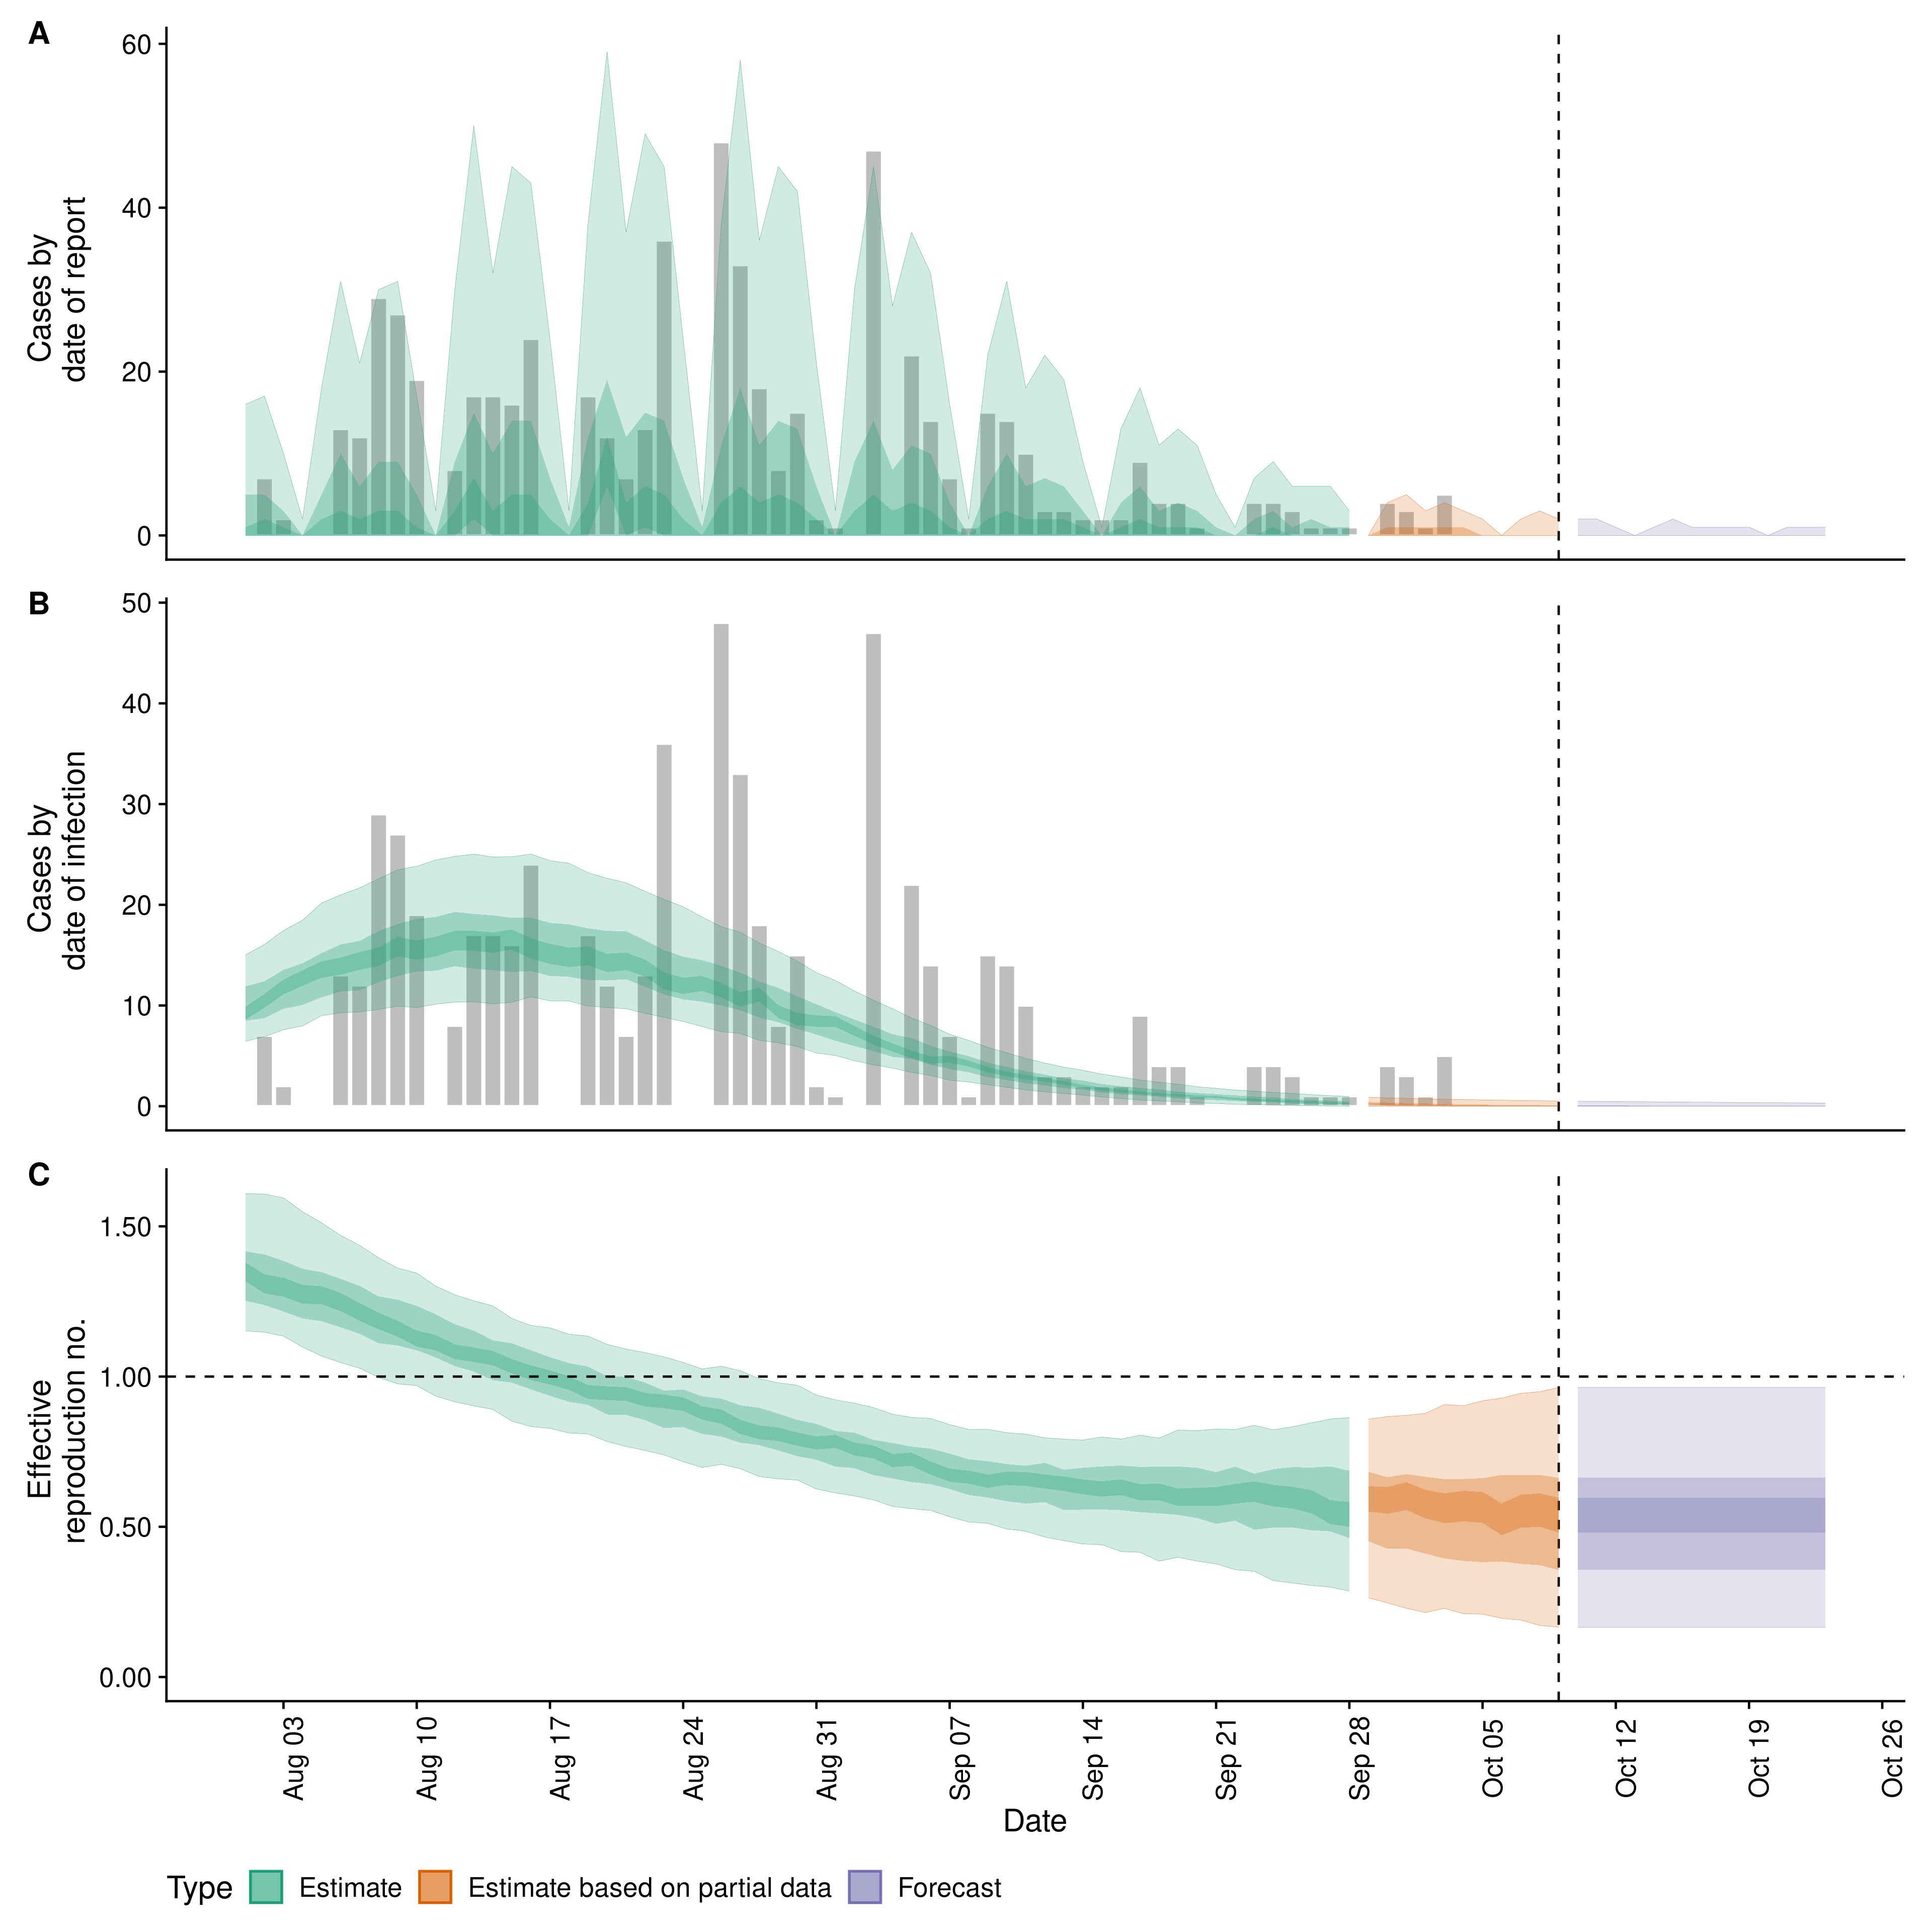 A
Cases by
date of report
60
40
20
0
B
Cases by
date of infection
50
40
30
20
10
0
C
Effective
reproduction no.
1.50
1.00
0.50
0.00
Aug 03
Aug 10
Aug 17
Aug 24
Aug 31
Sep 07
Sep 14
Sep 21
Sep 28
Oct 05
Oct 12
Oct 19
Oct 26
Date
Type
Estimate
Estimate based on partial data
Forecast